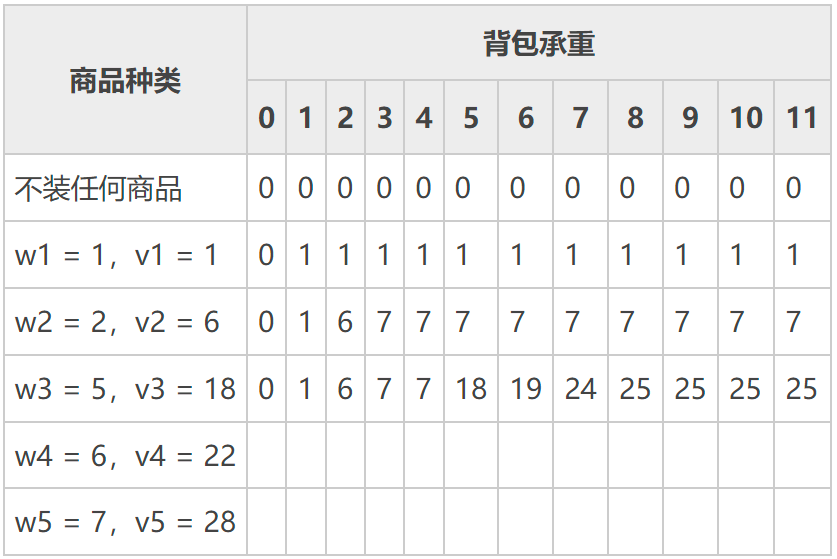 商品种类 背包承重
0 1 2 3 4 5 6 7 8 9 10 11
不装任何商品 0 0 0 0 0 0 0 0 0 0 0 0
w1 = 1，v1 = 1 0 1 1 1 1 1 1 1 1 1 1 1
w2 = 2，v2 = 6 0 1 6 7 7 7 7 7 7 7 7 7
w3 = 5，v3 = 18 0 1 6 7 7 18 19 24 25 25 25 25
w4 = 6，v4 = 22
w5 = 7，v5 = 28